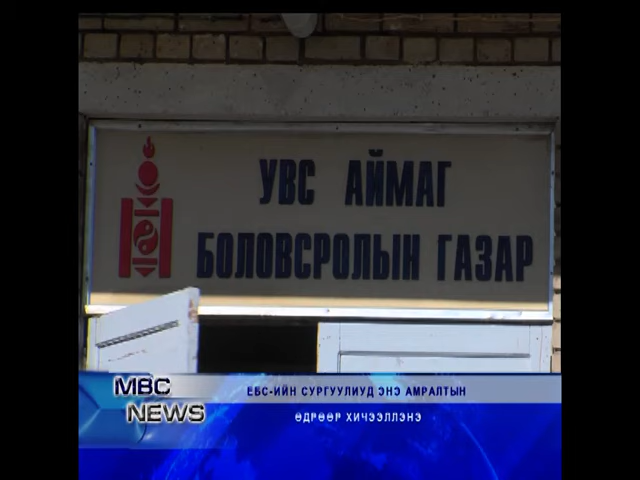 УВС АЙМАГ
БОЛОВСРОЛЫН ГАЗАР
MBC
NEWS
ЕБС-ИЙН СУРГУУЛИУД ЭНЭ АМРАЛТЫН
ӨДРӨӨР ХИЧЭЭЛЛЭНЭ